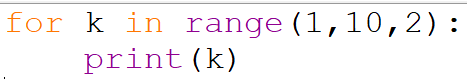 for k in range(1,10,2):
    print(k)